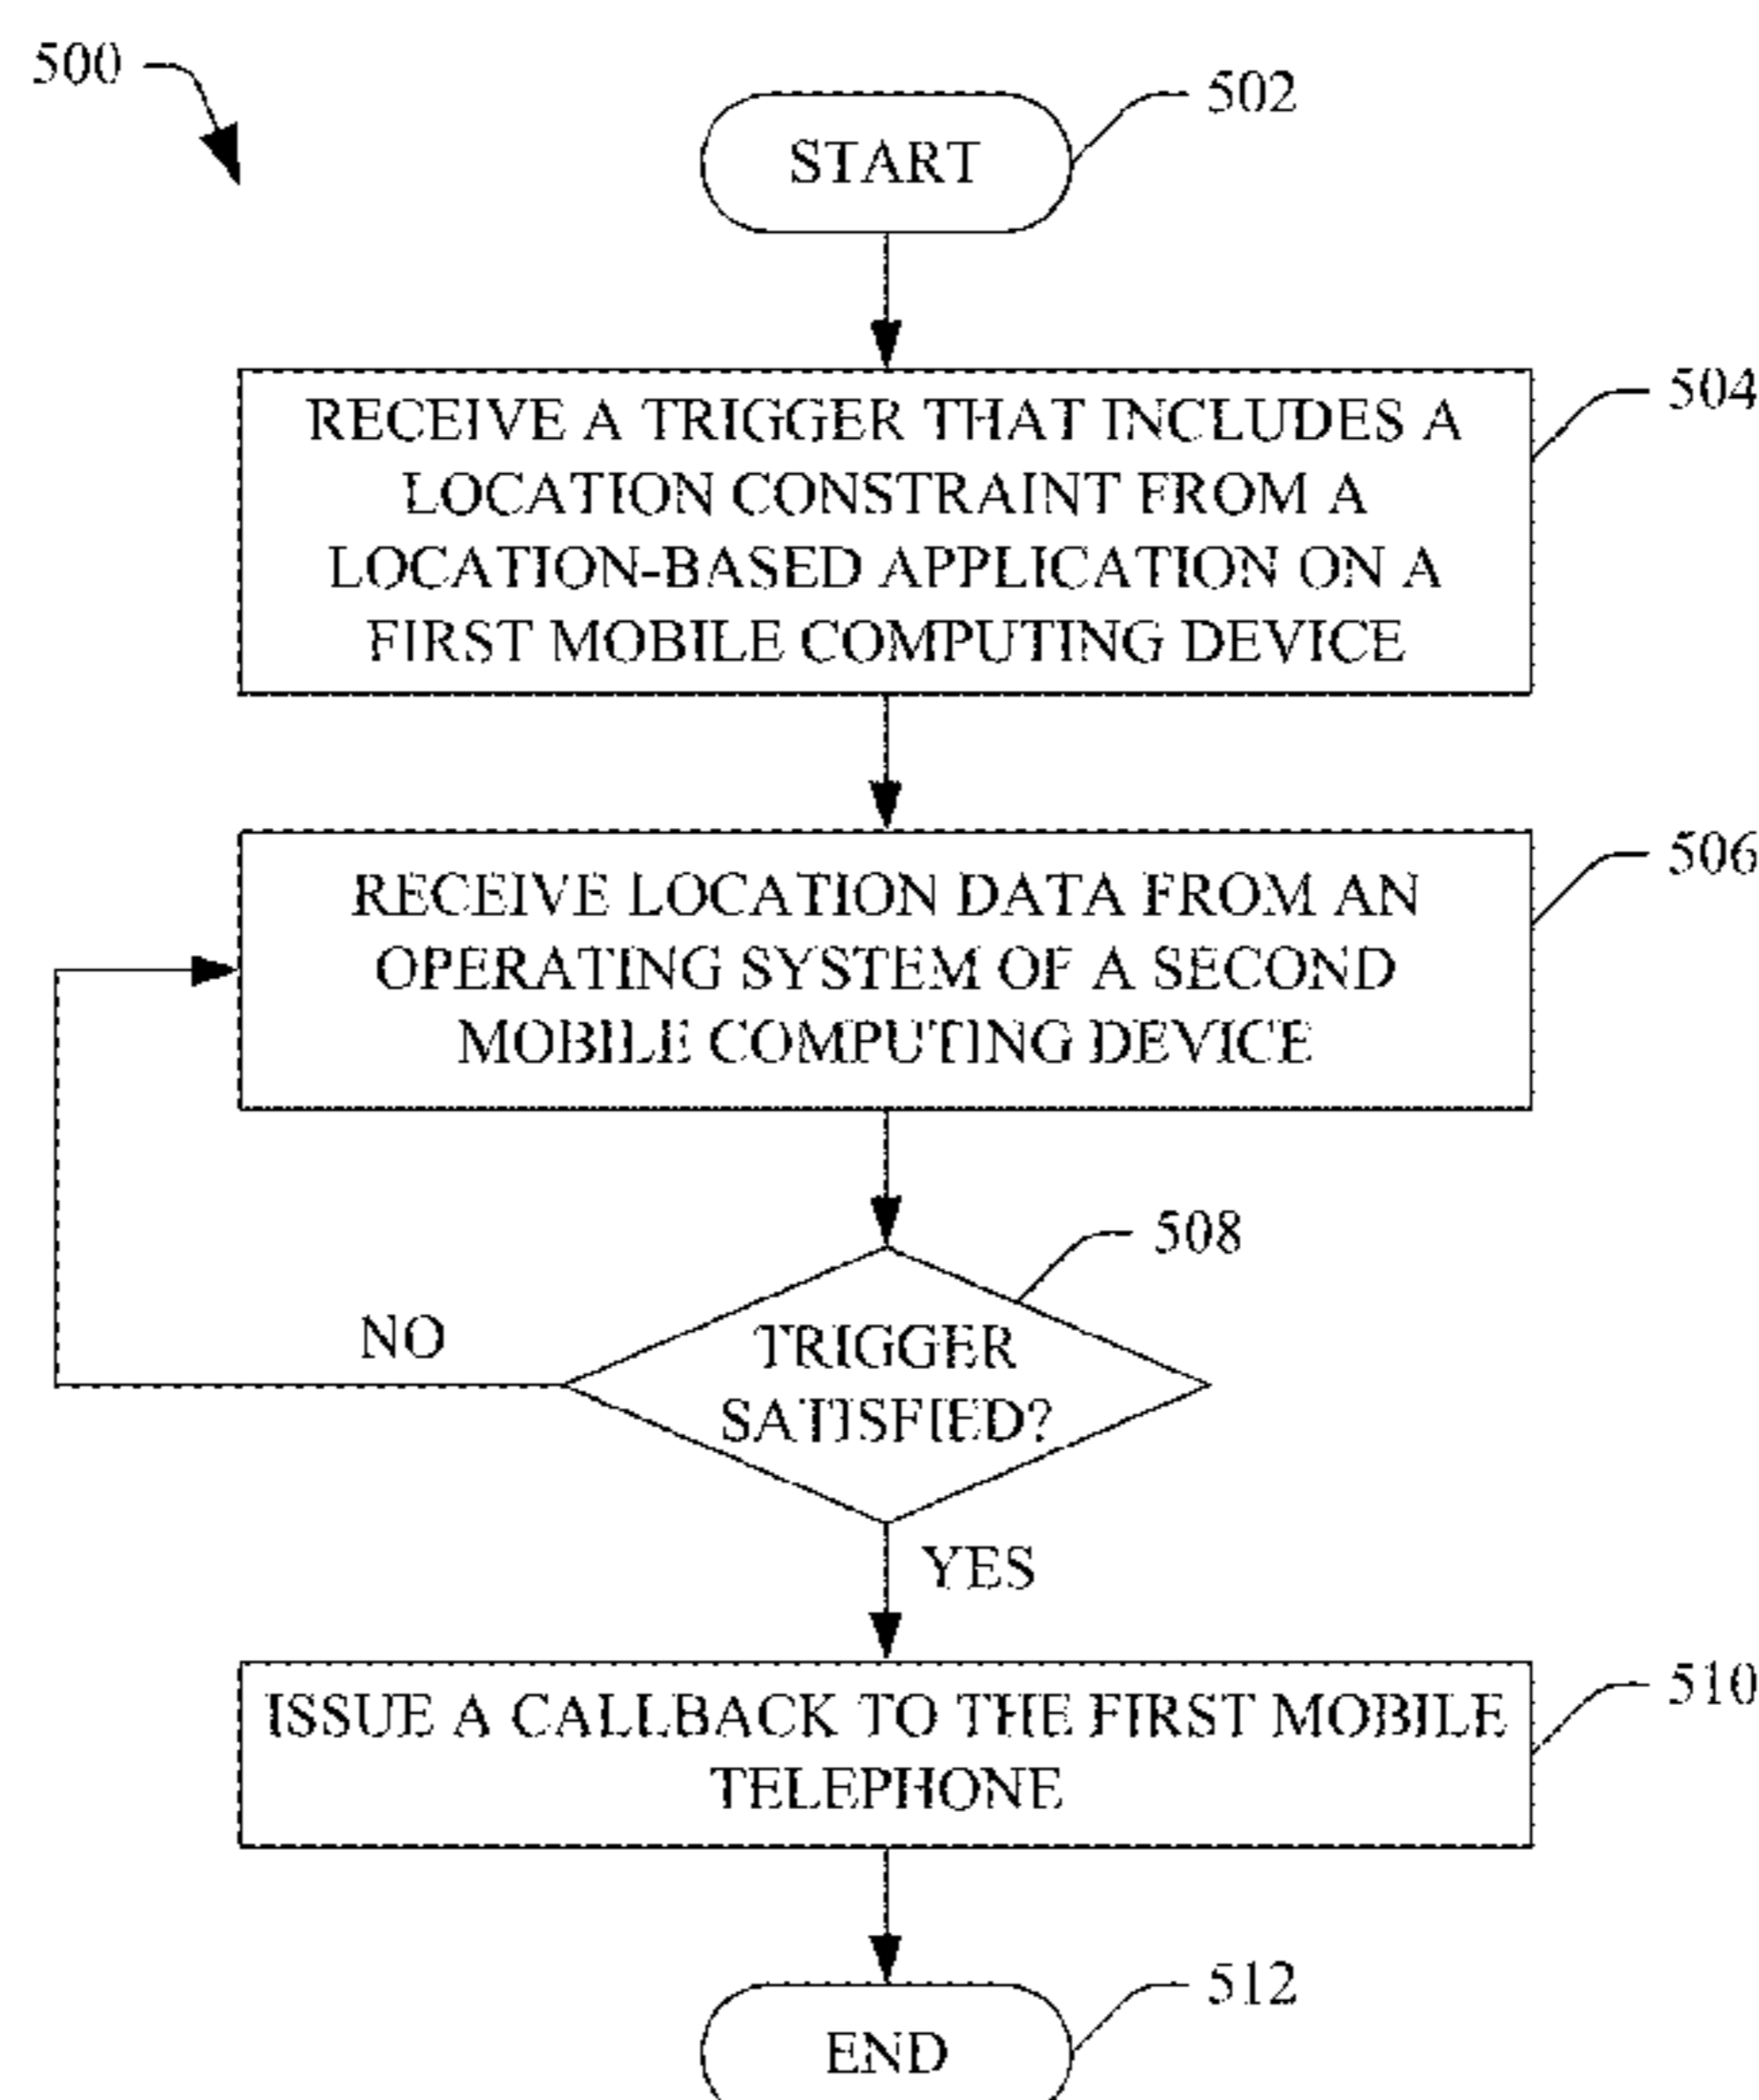 500
502
START
504
RECEIVE A TRIGGER THAT INCLUDES A
LOCATION CONSTRAINT FROM A
LOCATION-BASED APPLICATION ON A
FIRST MOBILE COMPUTING DEVICE
506
RECEIVE LOCATION DATA FROM AN
OPERATING SYSTEM OF A SECOND
MOBILE COMPUTING DEVICE
508
NO
TRIGGER
SATISFIED?
YES
510
ISSUE A CALLBACK TO THE FIRST MOBILE
TELEPHONE
512
END